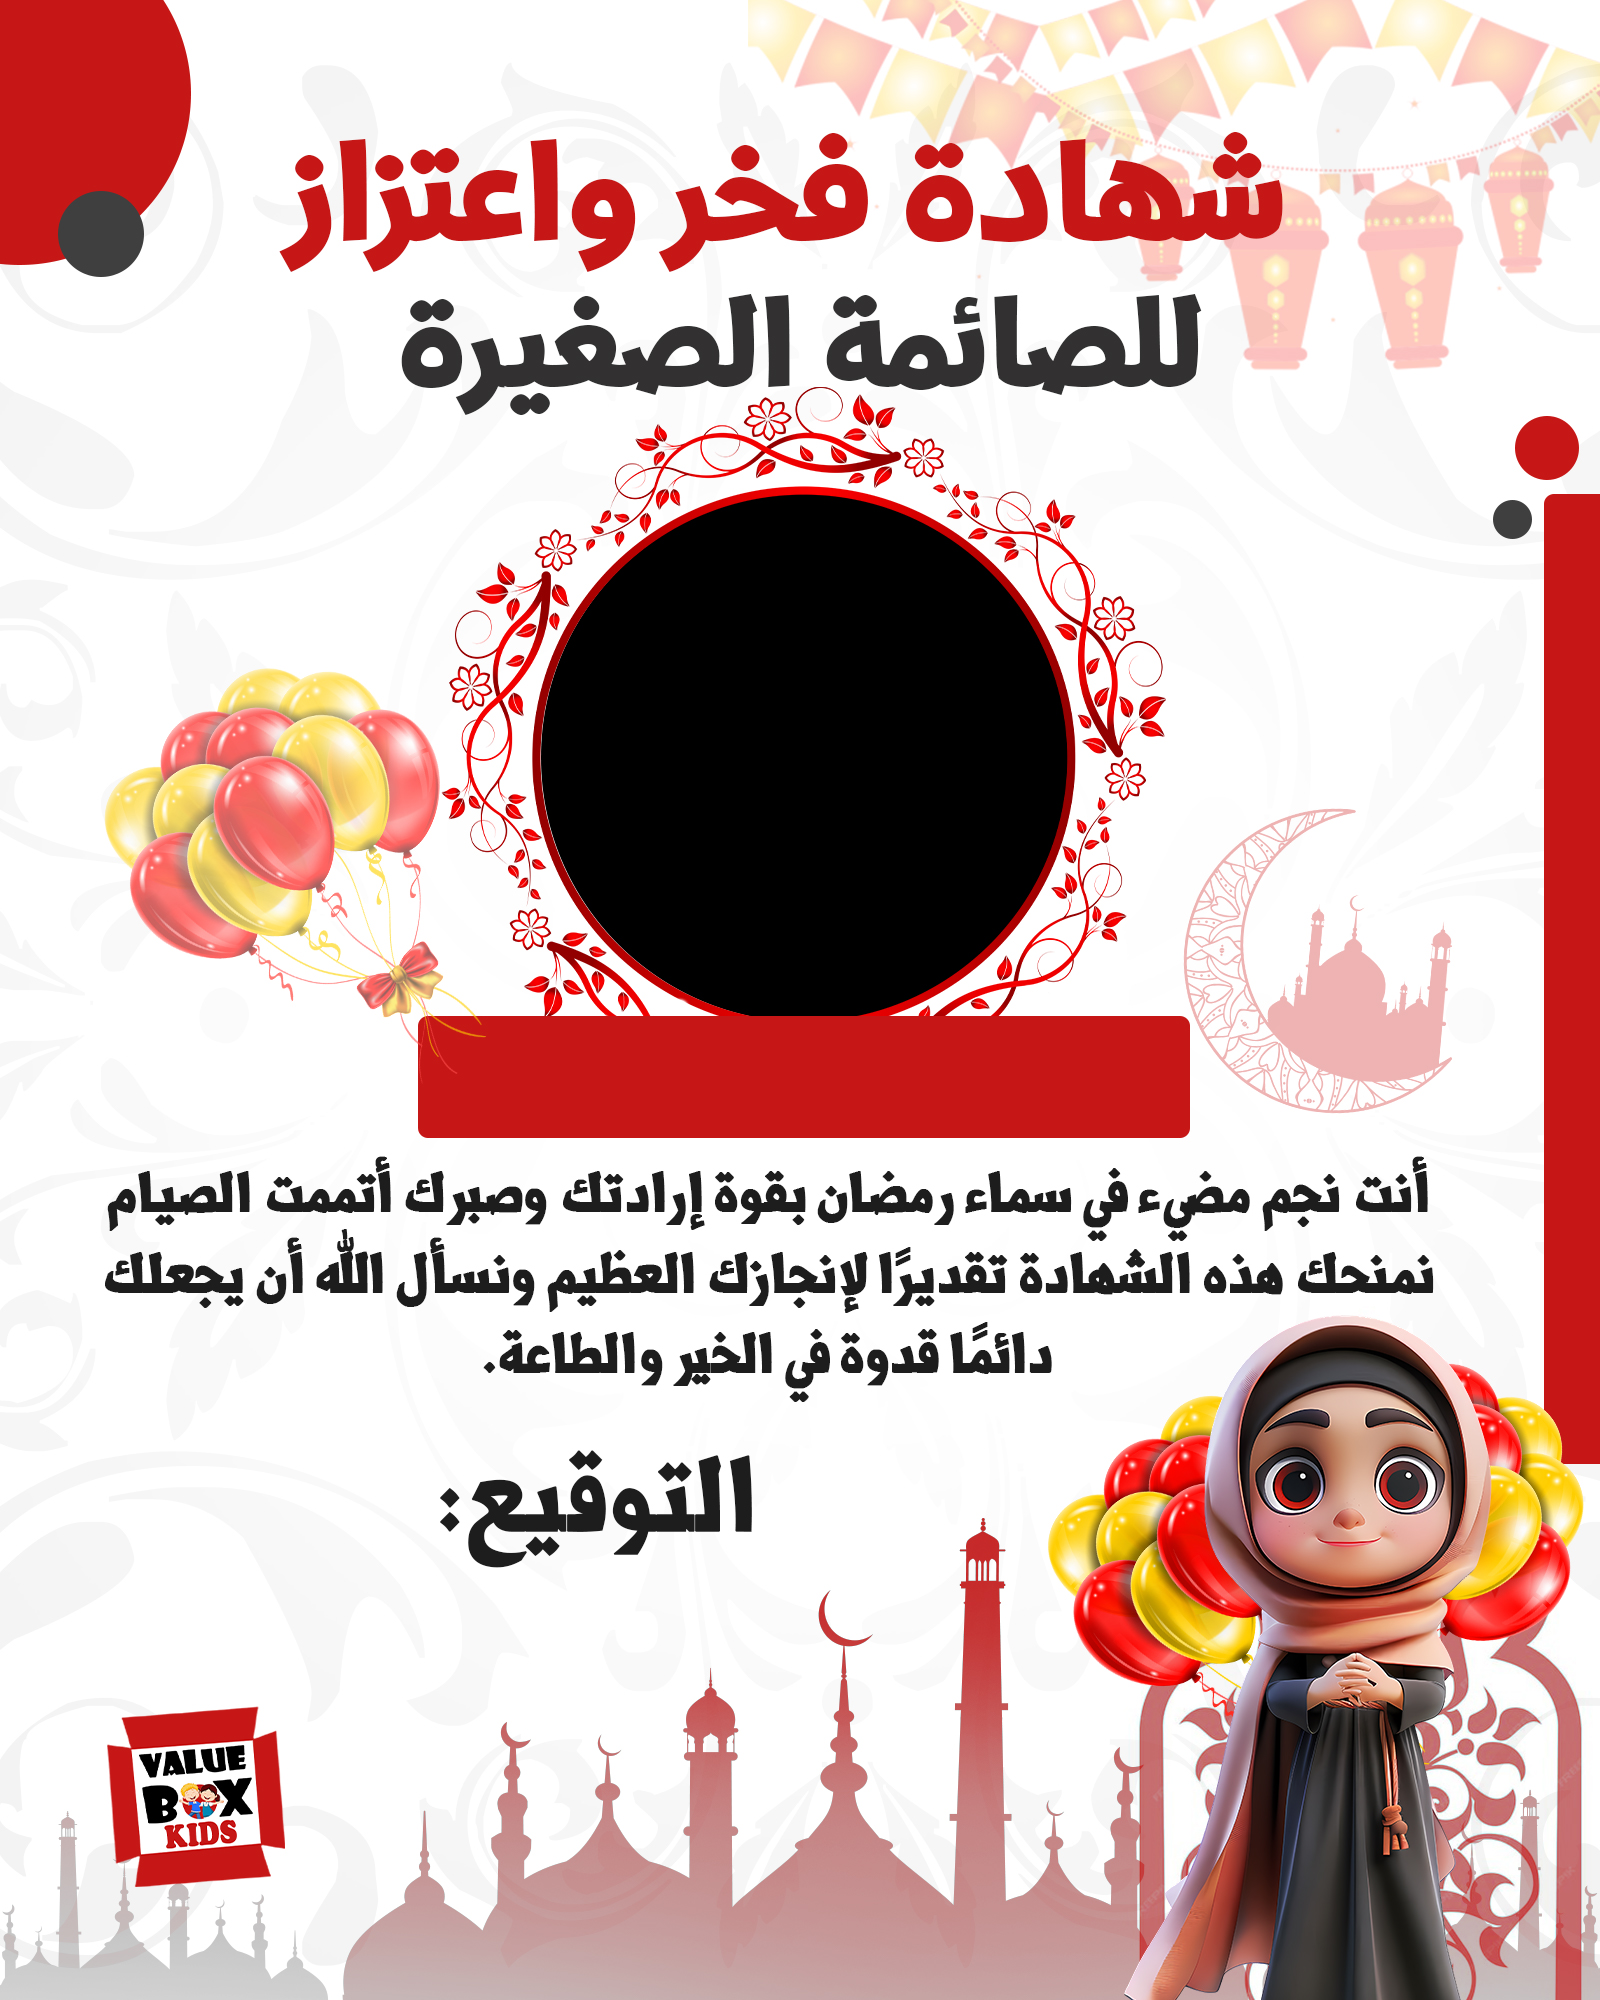 شهادة فخر واعتزاز
للصائمة الصغيرة
أنت نجم مضيء في سماء رمضان بقوة إرادتك وصبرك أتممت الصيام
نمنحك هذه الشهادة تقديرًا لإنجازك العظيم ونسأل الله أن يجعلك
دائمًا قدوة في الخير والطاعة.
التوقيع:
VALUE
BOX
KIDS